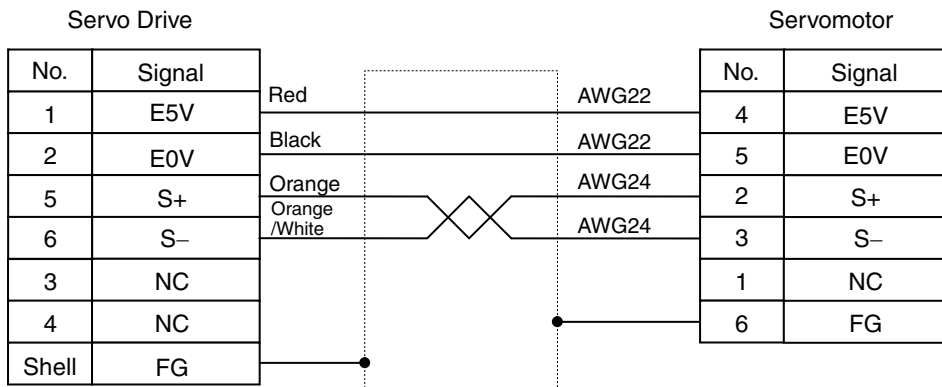 Servo Drive
Servomotor
No. Signal
No. Signal
1 E5V Red AWG22 4 E5V
2 E0V Black AWG22 5 E0V
5 S+ Orange AWG24 2 S+
6 S− Orange
/White AWG24 3 S−
3 NC 1 NC
4 NC 6 FG
Shell FG